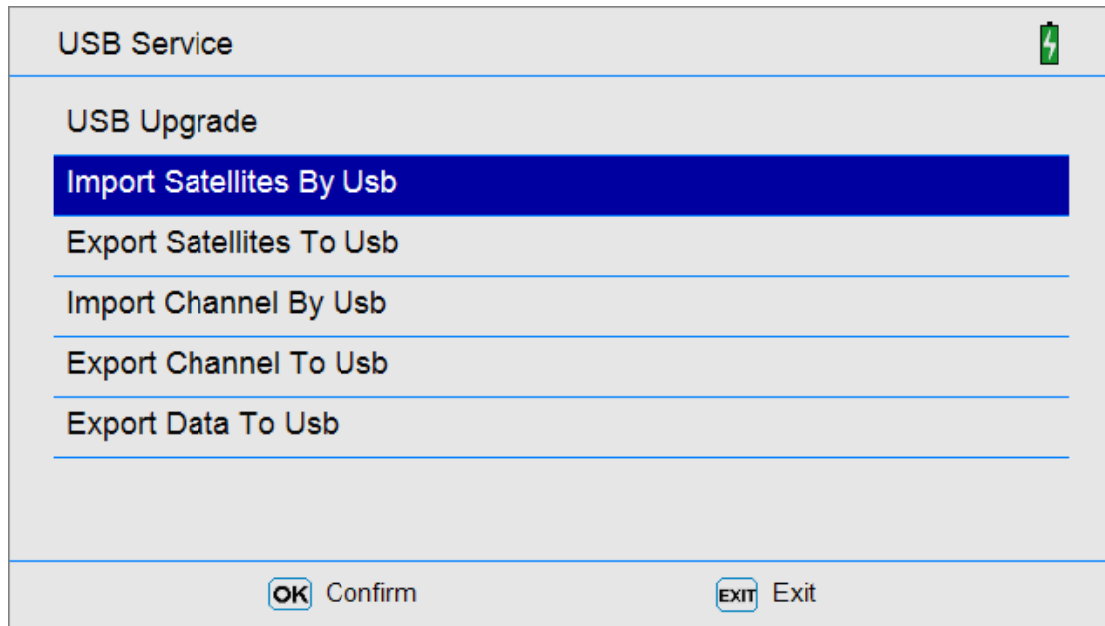 USB Service
USB Upgrade
Import Satellites By Usb
Export Satellites To Usb
Import Channel By Usb
Export Channel To Usb
Export Data To Usb
OK Confirm EXIT Exit